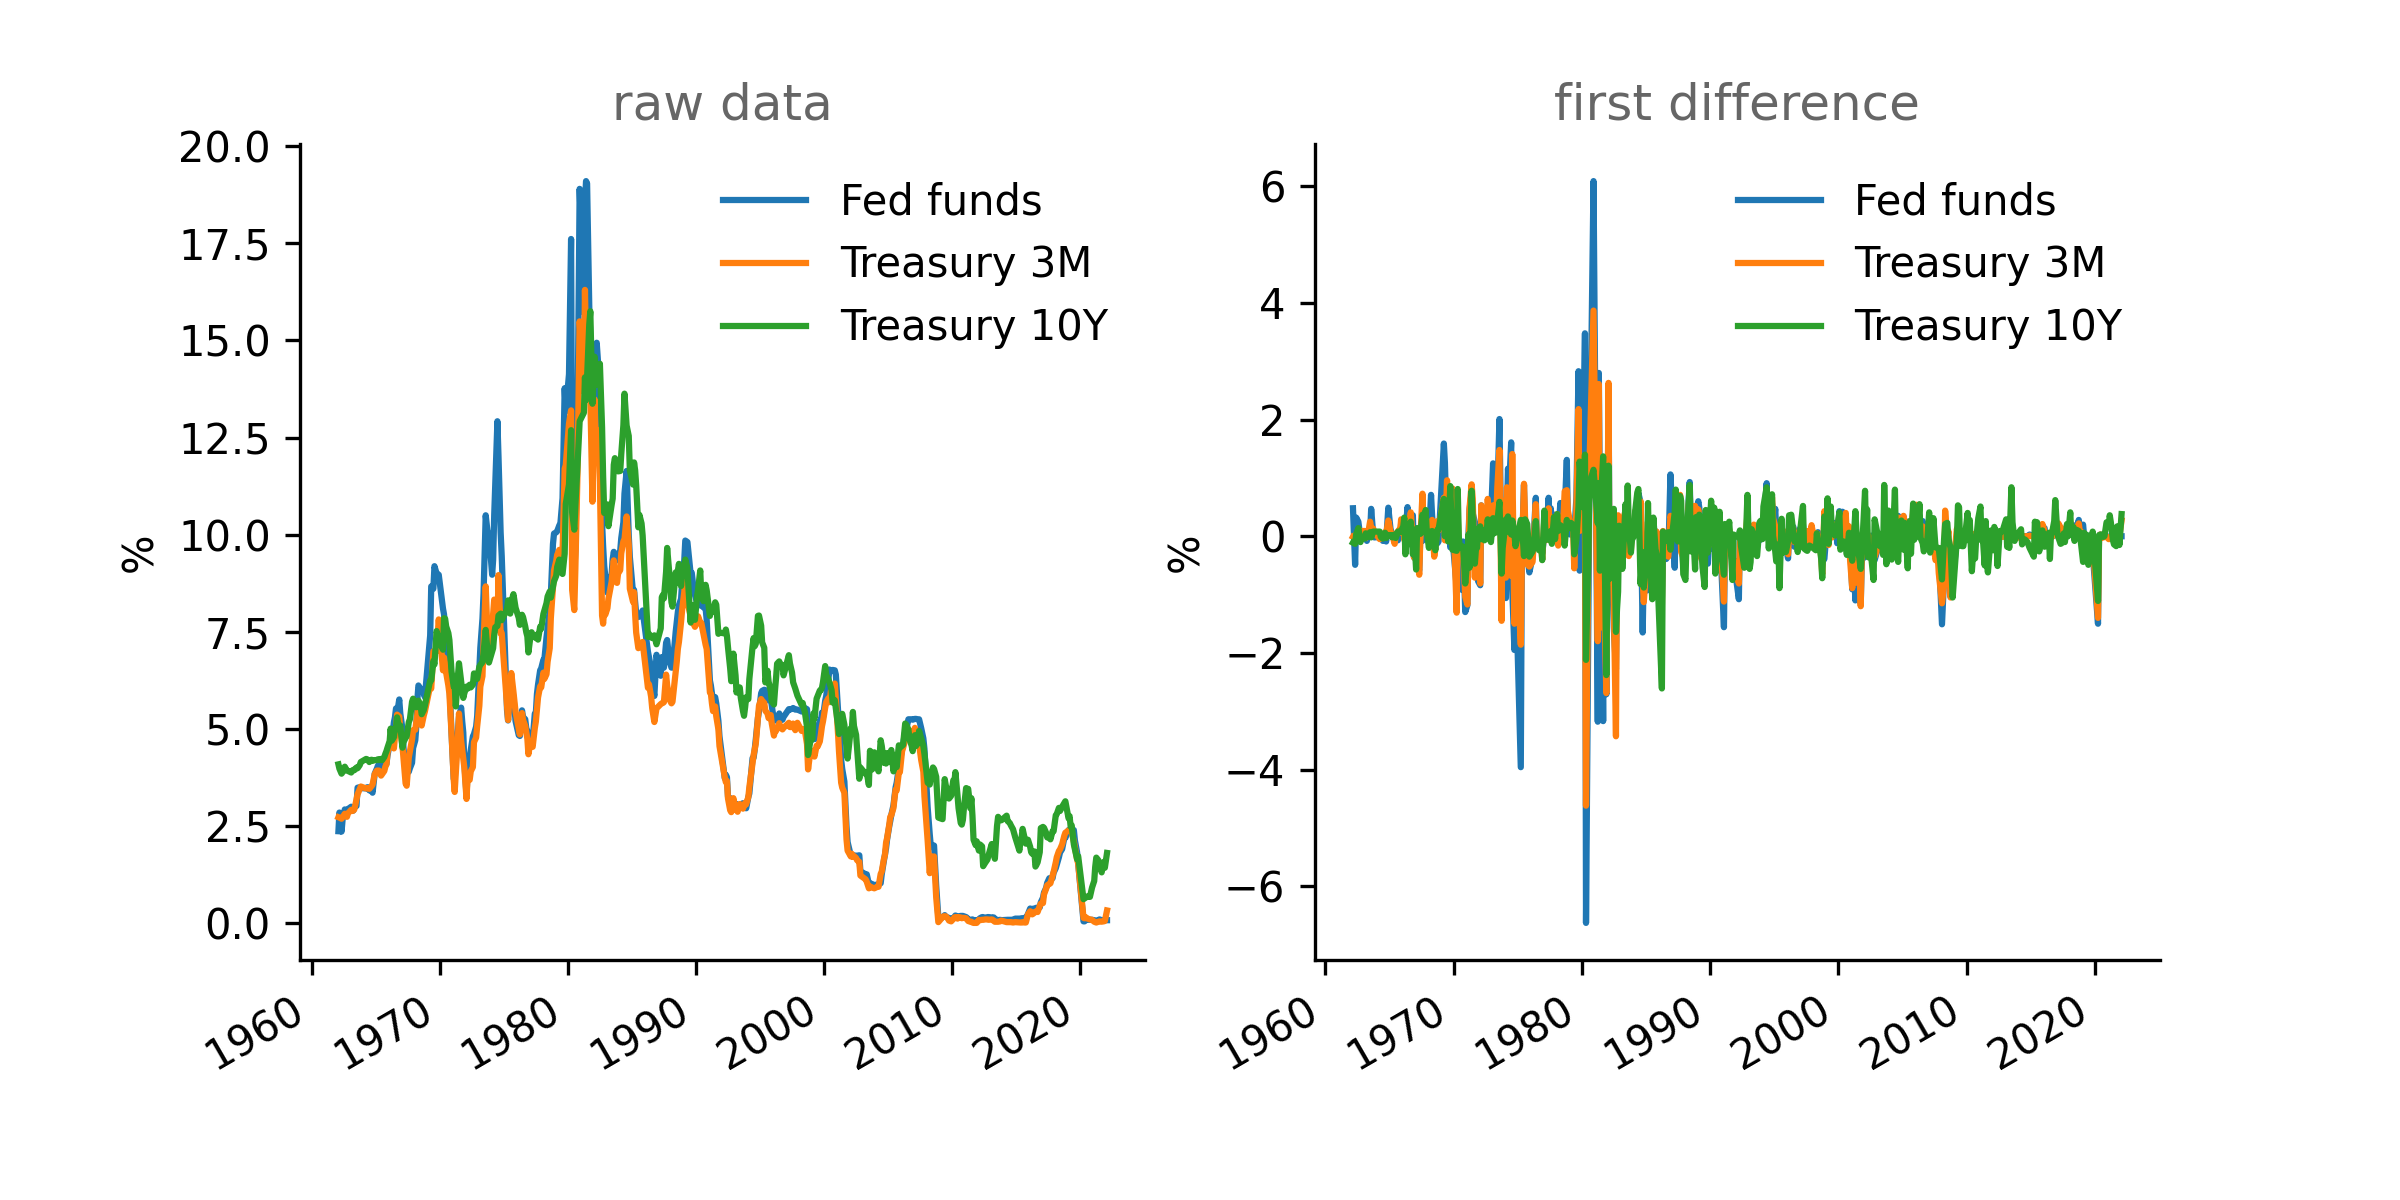 raw data
%
20.0
17.5
15.0
12.5
10.0
7.5
5.0
2.5
0.0
Fed funds
Treasury 3M
Treasury 10Y
1960 1970 1980 1990 2000 2010 2020
first difference
%
6
4
2
0
−2
−4
−6
Fed funds
Treasury 3M
Treasury 10Y
1960 1970 1980 1990 2000 2010 2020